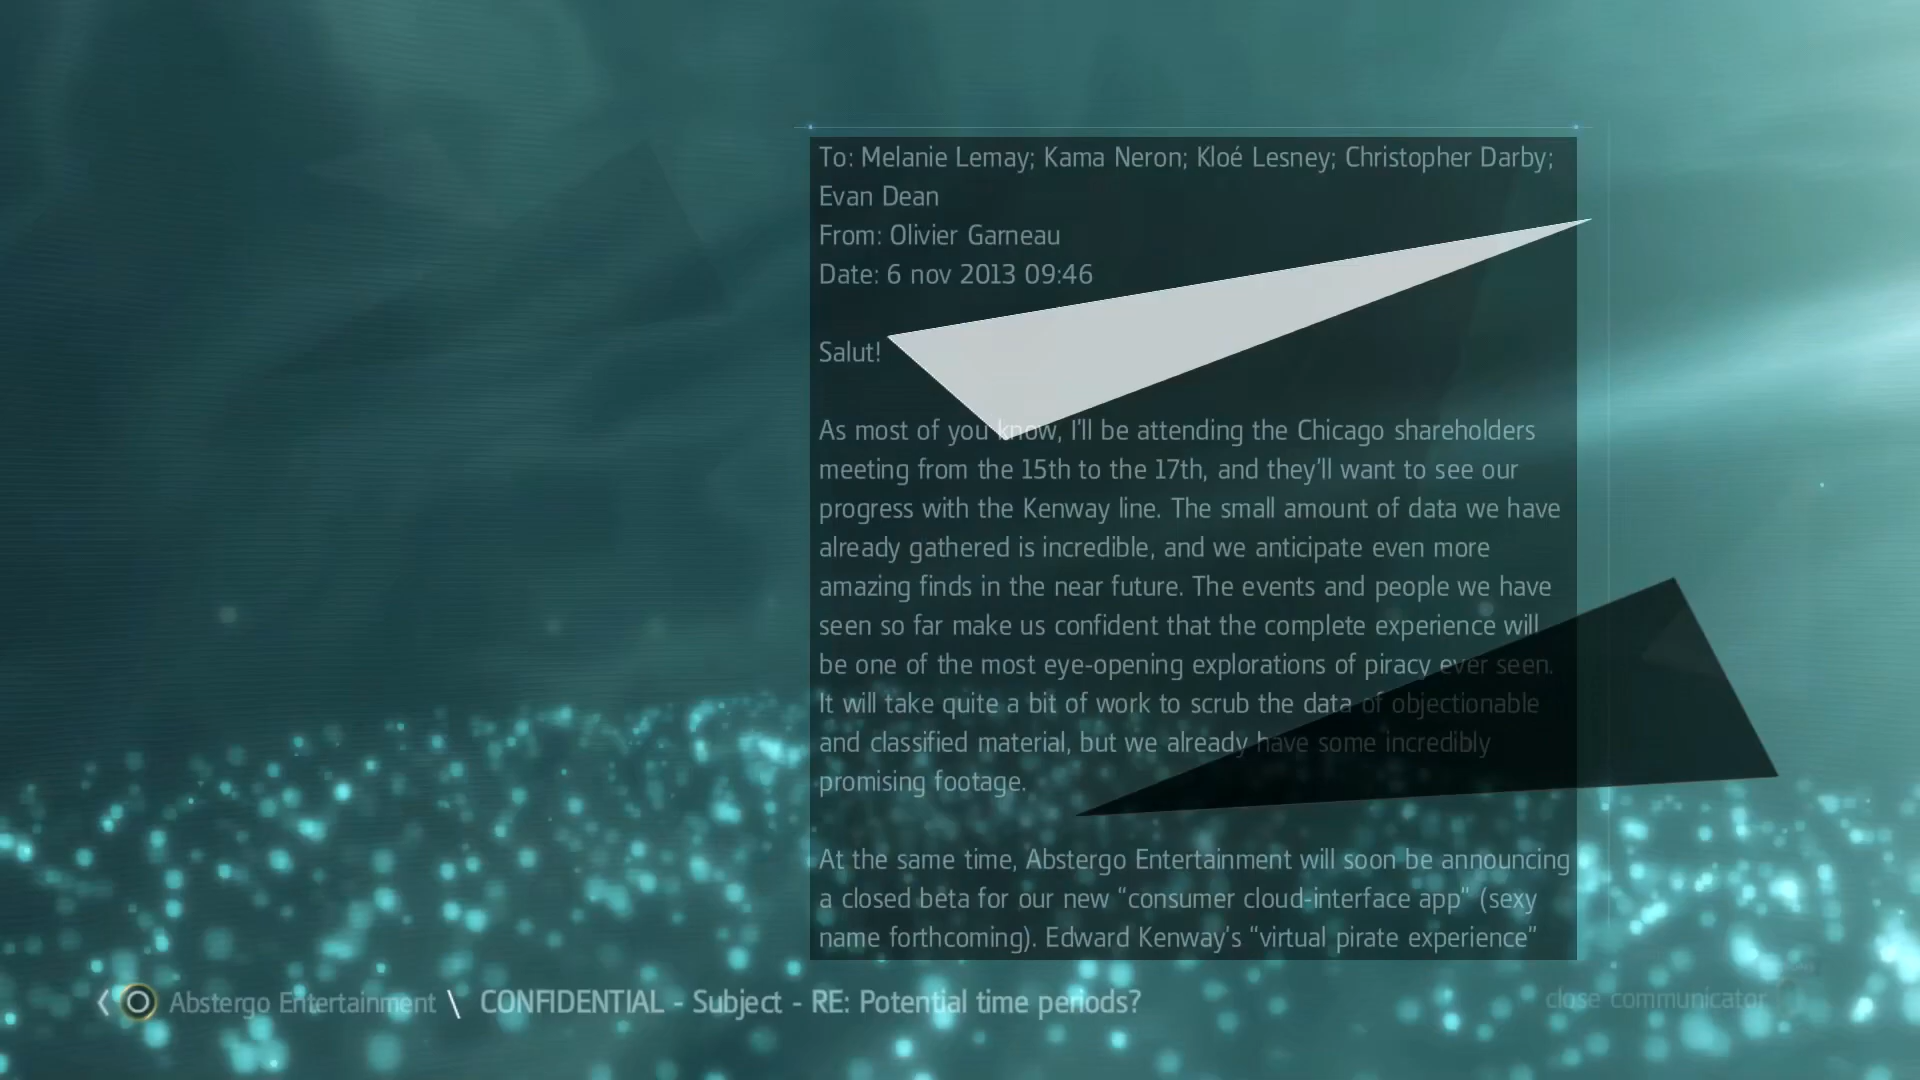 To: Melanie Lemay; Kama Neron; Kloé Lesney; Christopher Darby;
Evan Dean
From: Olivier Garneau
Date: 6 nov 2013 09:46
Salut!
As most of you know, I'll be attending the Chicago shareholders
meeting from the 15th to the 17th, and they'll want to see our
progress with the Kenway line. The small amount of data we have
already gathered is incredible, and we anticipate even more
amazing finds in the near future. The events and people we have
seen so far make us confident that the complete experience will
be one of the most eye-opening explorations of piracy ever seen.
It will take quite a bit of work to scrub the data of objectionable
and classified material, but we already have some incredibly
promising footage.
At the same time, Abstergo Entertainment will soon be announcing
a closed beta for our new “consumer cloud-interface app” (sexy
name forthcoming). Edward Kenway's “virtual pirate experience”
Abstergo Entertainment \ CONFIDENTIAL - Subject - RE: Potential time periods?
close communicator